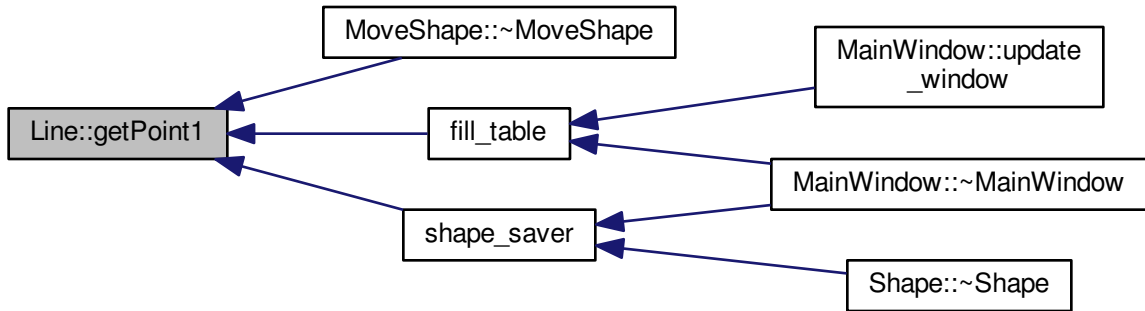 MoveShape::~MoveShape
MainWindow::update
_window
Line::getPoint1
fill_table
MainWindow::~MainWindow
shape_saver
Shape::~Shape